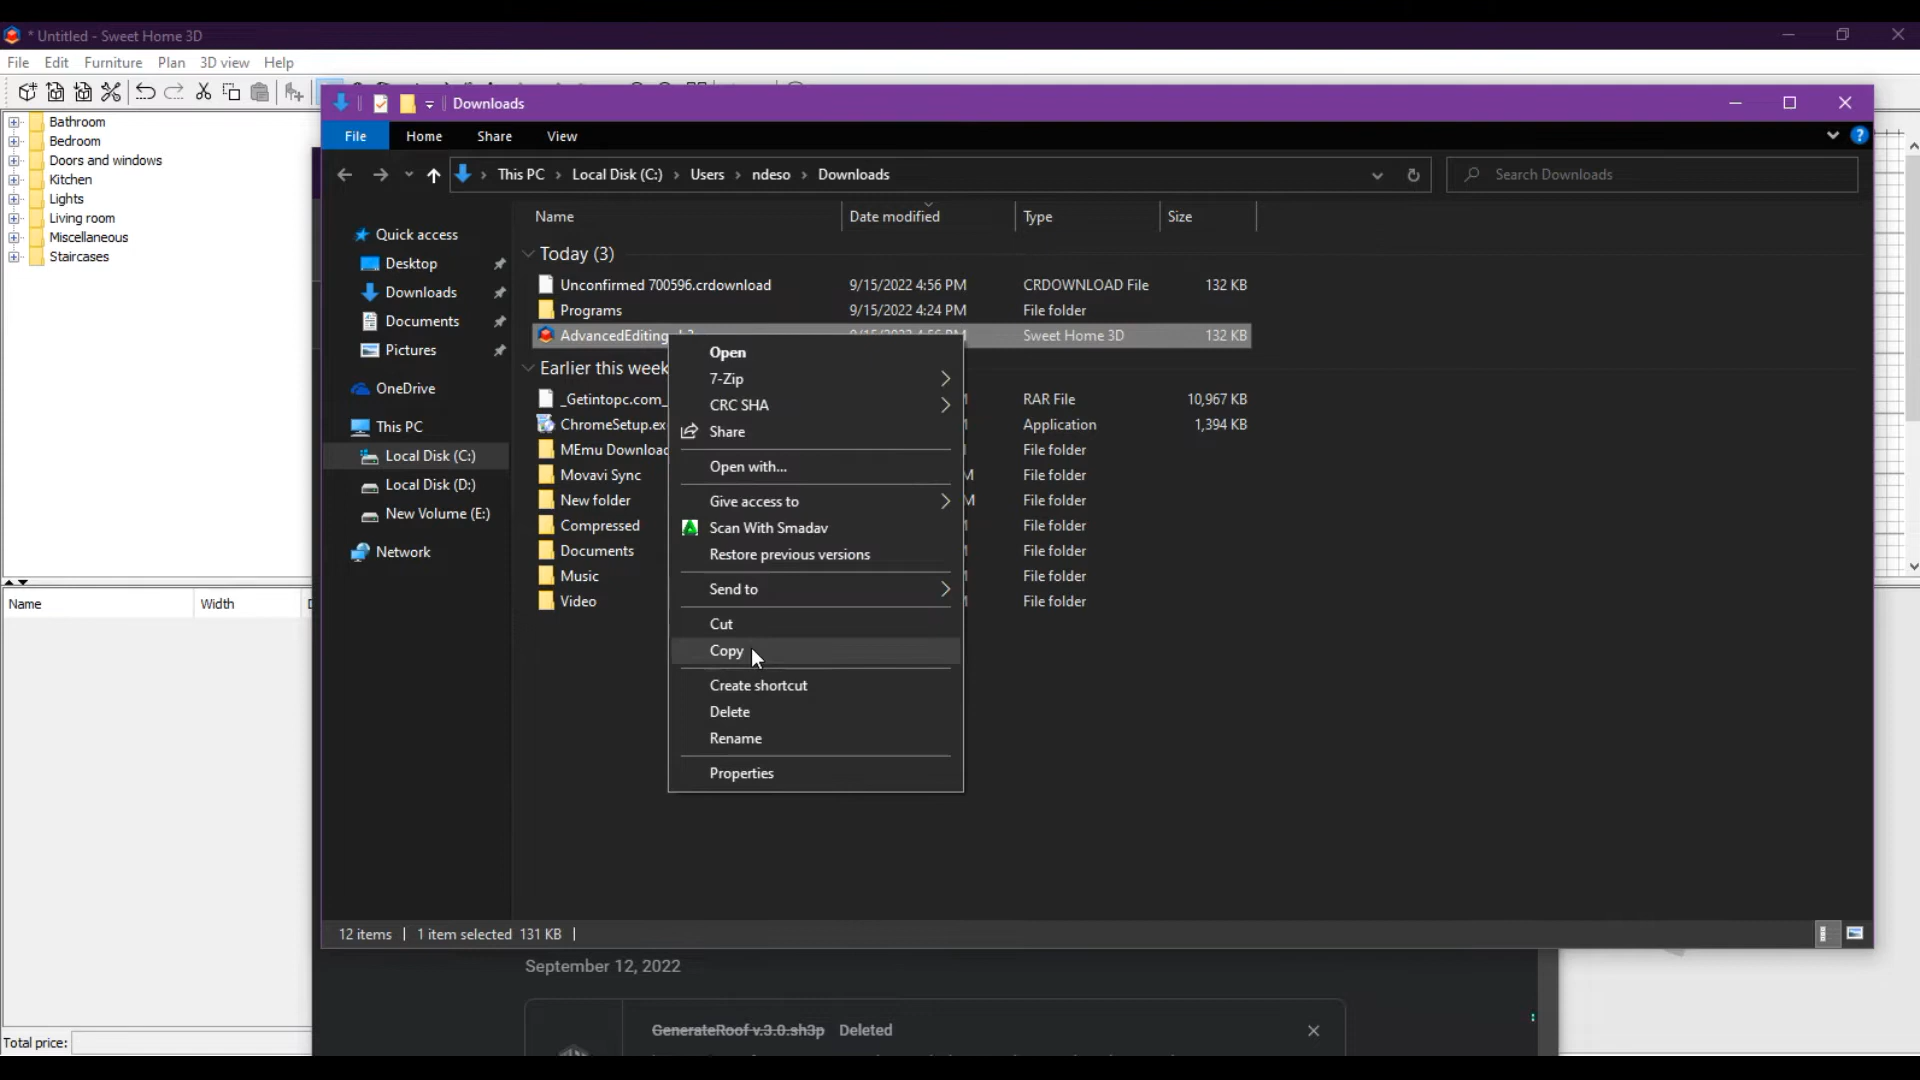 * Untitled - Sweet Home 3D
File Edit Furniture Plan 3D view Help
Bathroom
Bedroom
Doors and windows
Kitchen
Lights
Living room
Miscellaneous
Staircases
Name Width
Total price:
Downloads
File Home Share View
This PC › Local Disk (C:) › Users › ndeso › Downloads
Search Downloads
Quick access
Desktop
Downloads
Documents
Pictures
OneDrive
This PC
Local Disk (C:)
Local Disk (D:)
New Volume (E:)
Network
Name Date modified Type Size
Today (3)
Unconfirmed 700596.crdownload 9/15/2022 4:56 PM CRDOWNLOAD File 132 KB
Programs 9/15/2022 4:24 PM File folder
AdvancedEditing Sweet Home 3D 132 KB
Earlier this week
_Getintopc.com_ RAR File 10,967 KB
ChromeSetup.ex Application 1,394 KB
MEmu Download File folder
Movavi Sync File folder
New folder File folder
Compressed File folder
Documents File folder
Music File folder
Video File folder
Open
7-Zip
CRC SHA
Share
Open with...
Give access to
Scan With Smadav
Restore previous versions
Send to
Cut
Copy
Create shortcut
Delete
Rename
Properties
12 items 1 item selected 131 KB
September 12, 2022
GenerateRoof v.3.0.sh3p Deleted